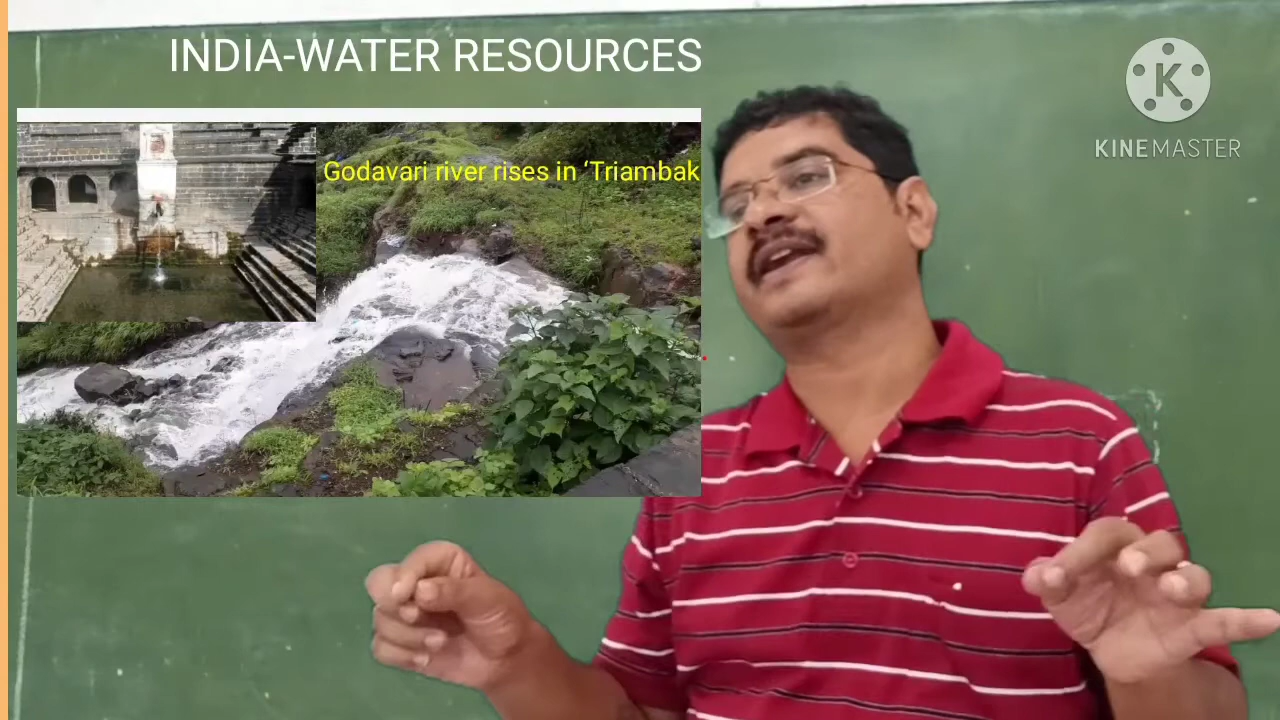 INDIA-WATER RESOURCES
Godavari river rises in ‘Triambak
K
KINEMASTER